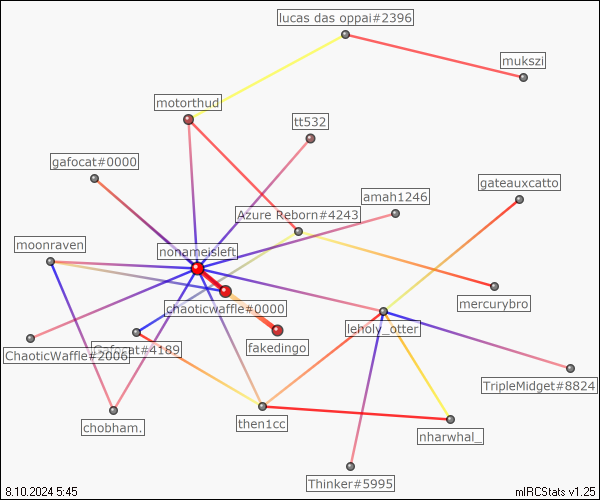 lucas das oppai#2396
mukszi
motorthud
tt532
gafocat#0000
gateauxcatto
amah1246
Azure Reborn#4243
moonraven
nonameisleft
chaoticwaffle#0000
mercurybro
leholy_otter
fakedingo
Gafocat#4189
ChaoticWaffle#2006
TripleMidget#8824
chobham.
then1cc
nharwhal_
Thinker#5995
8.10.2024 5:45
mIRCStats v1.25